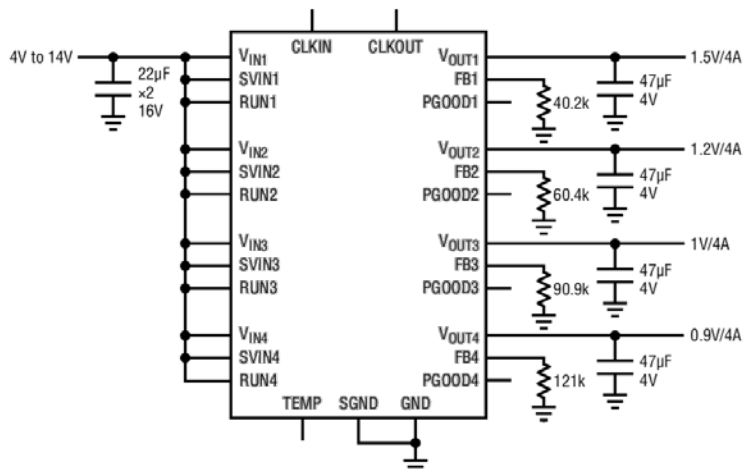 CLKIN
CLKOUT
4V to 14V
VIN1
VOUT1
1.5V/4A
22µF
×2
16V
SVIN1
FB1
47µF
4V
RUN1
PGOOD1
40.2k
VIN2
VOUT2
1.2V/4A
SVIN2
FB2
47µF
4V
RUN2
PGOOD2
60.4k
VIN3
VOUT3
1V/4A
SVIN3
FB3
47µF
4V
RUN3
PGOOD3
90.9k
VIN4
VOUT4
0.9V/4A
SVIN4
FB4
47µF
4V
RUN4
PGOOD4
121k
TEMP
SGND
GND